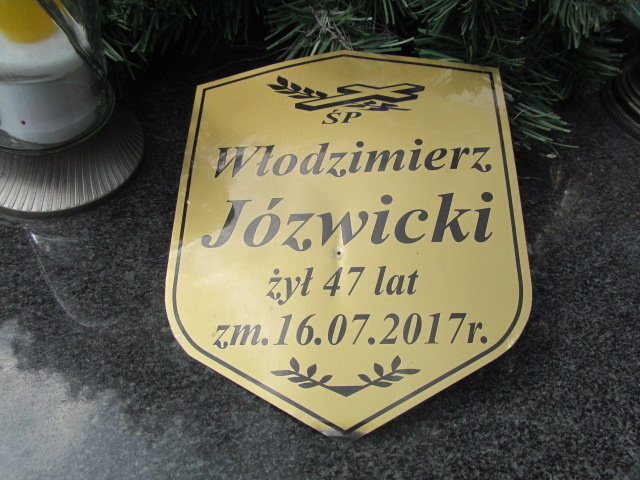 ŚP
Włodzimierz
Józwicki
żył 47 lat
zm.16.07.2017r.